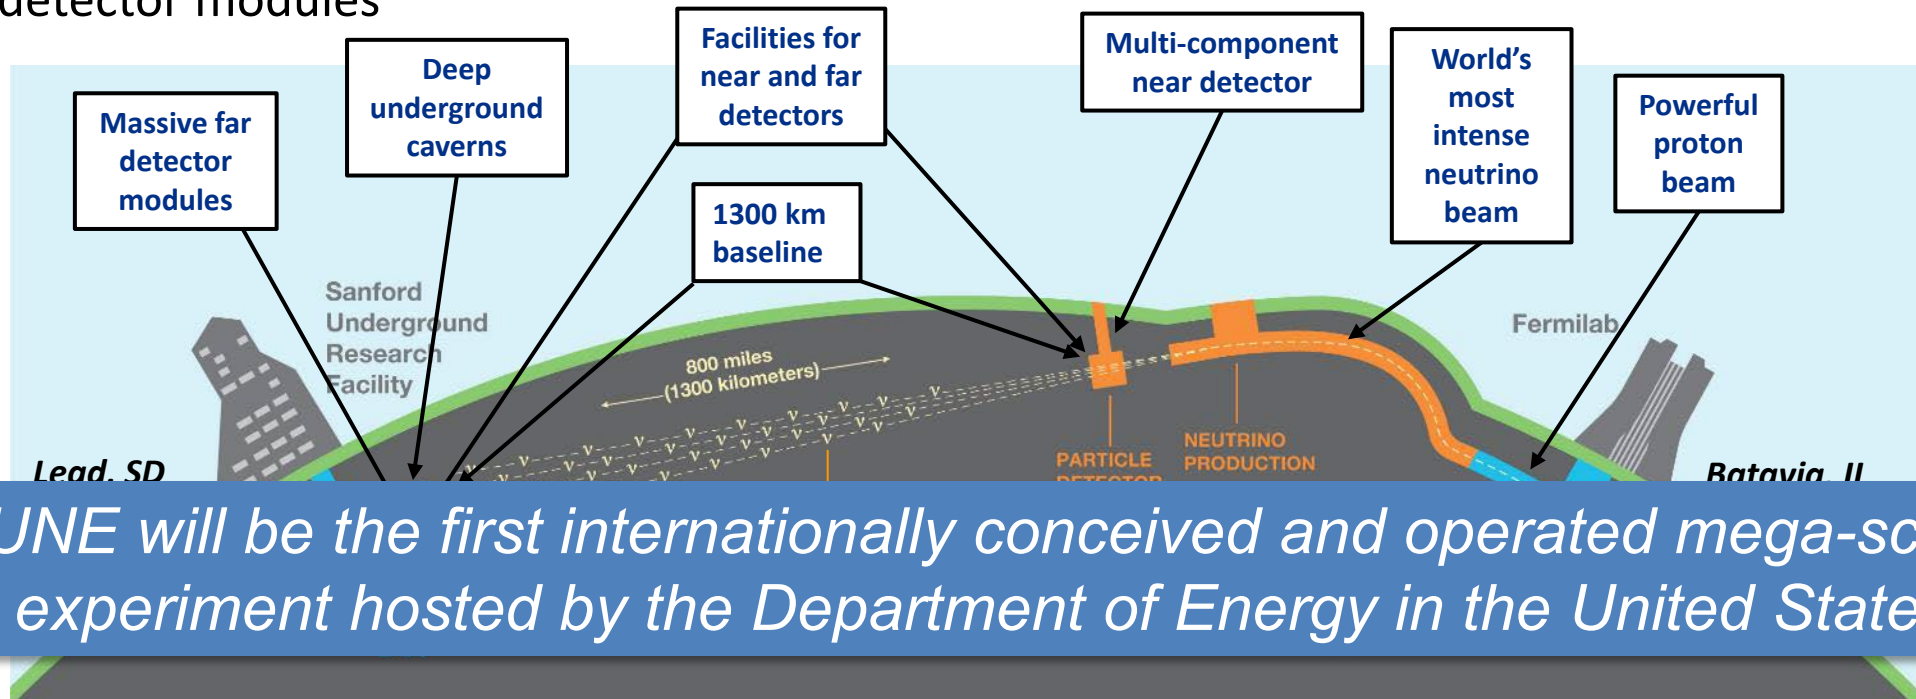 detector modules
Massive far
detector
modules
Deep
underground
caverns
Facilities for
near and far
detectors
1300 km
baseline
Multi-component
near detector
World’s
most
intense
neutrino
beam
Powerful
proton
beam
Sanford
Underground
Research
Facility
Fermilab
800 miles
(1300 kilometers)
ν ν ν ν ν ν ν ν
ν ν ν ν ν ν ν
ν ν ν ν ν ν
ν ν ν ν ν
PARTICLE
DETECTOR
NEUTRINO
PRODUCTION
Lead, SD
Batavia, IL
UNE will be the first internationally conceived and operated mega-sc
experiment hosted by the Department of Energy in the United State